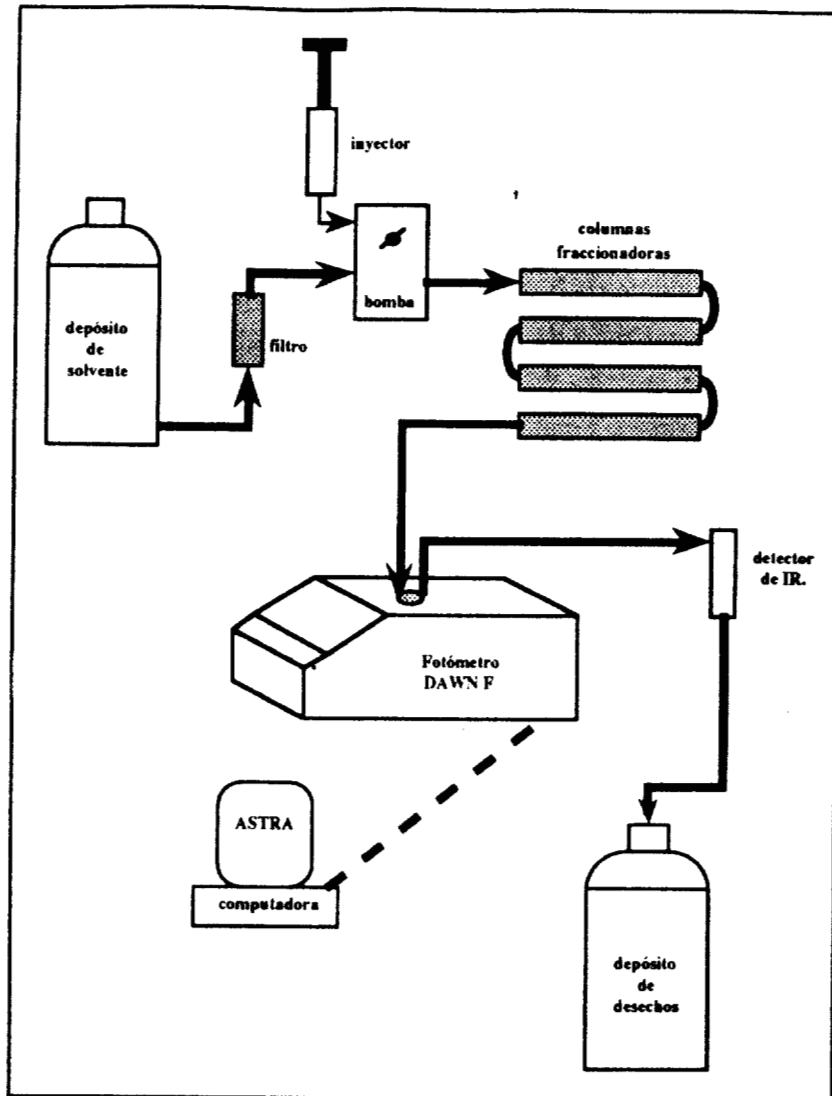 inyector
columnas
fraccionadoras
bomba
depósito
de
solvente
filtro
detector
de IR.
Fotómetro
DAWN F
ASTRA
computadora
depósito
de
desechos